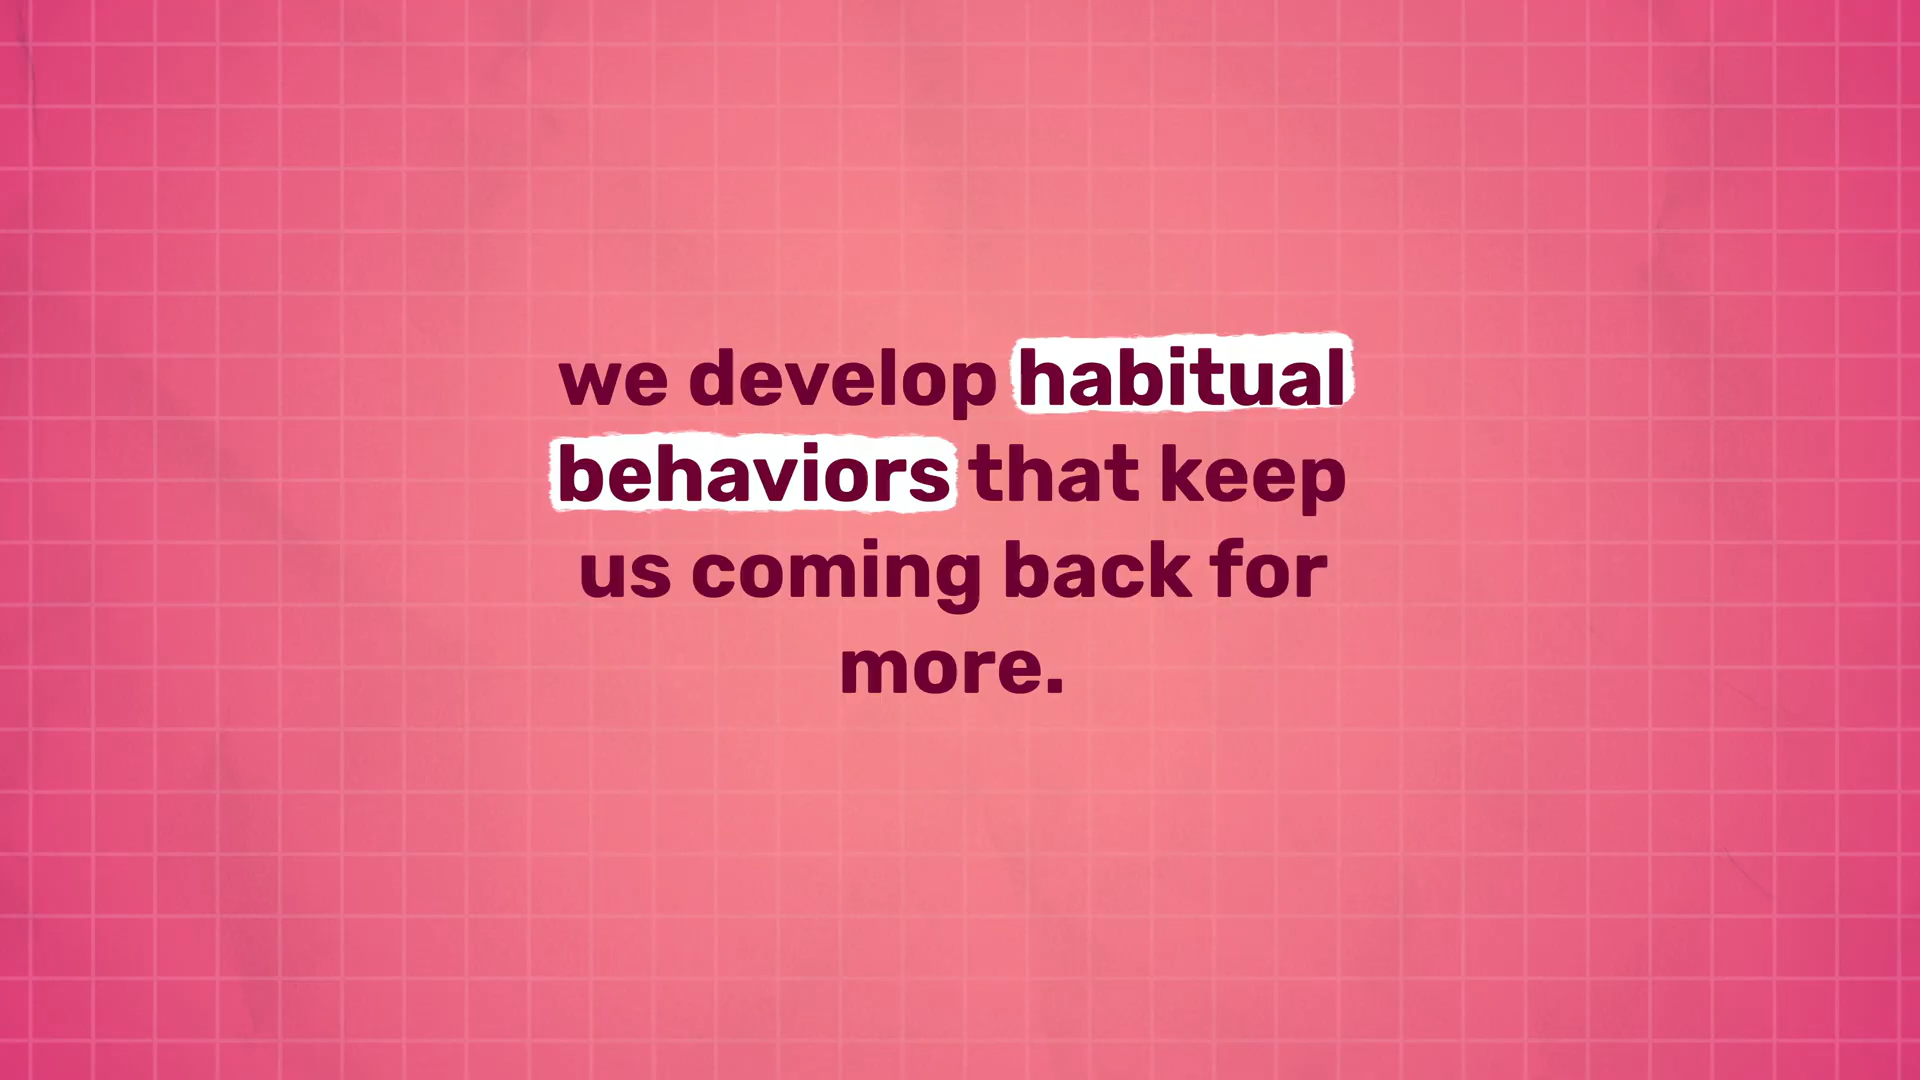 we develop habitual
behaviors that keep
us coming back for
more.